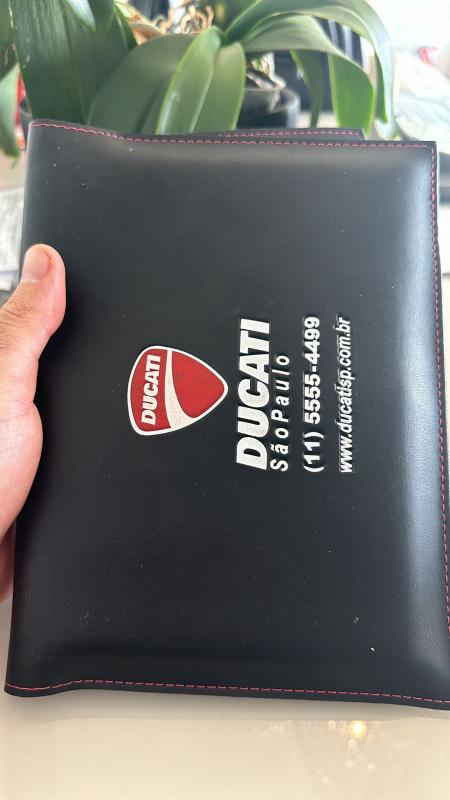 DUCATI
DUCATI
São Paulo
(11) 5555-4499
www.ducatisp.com.br